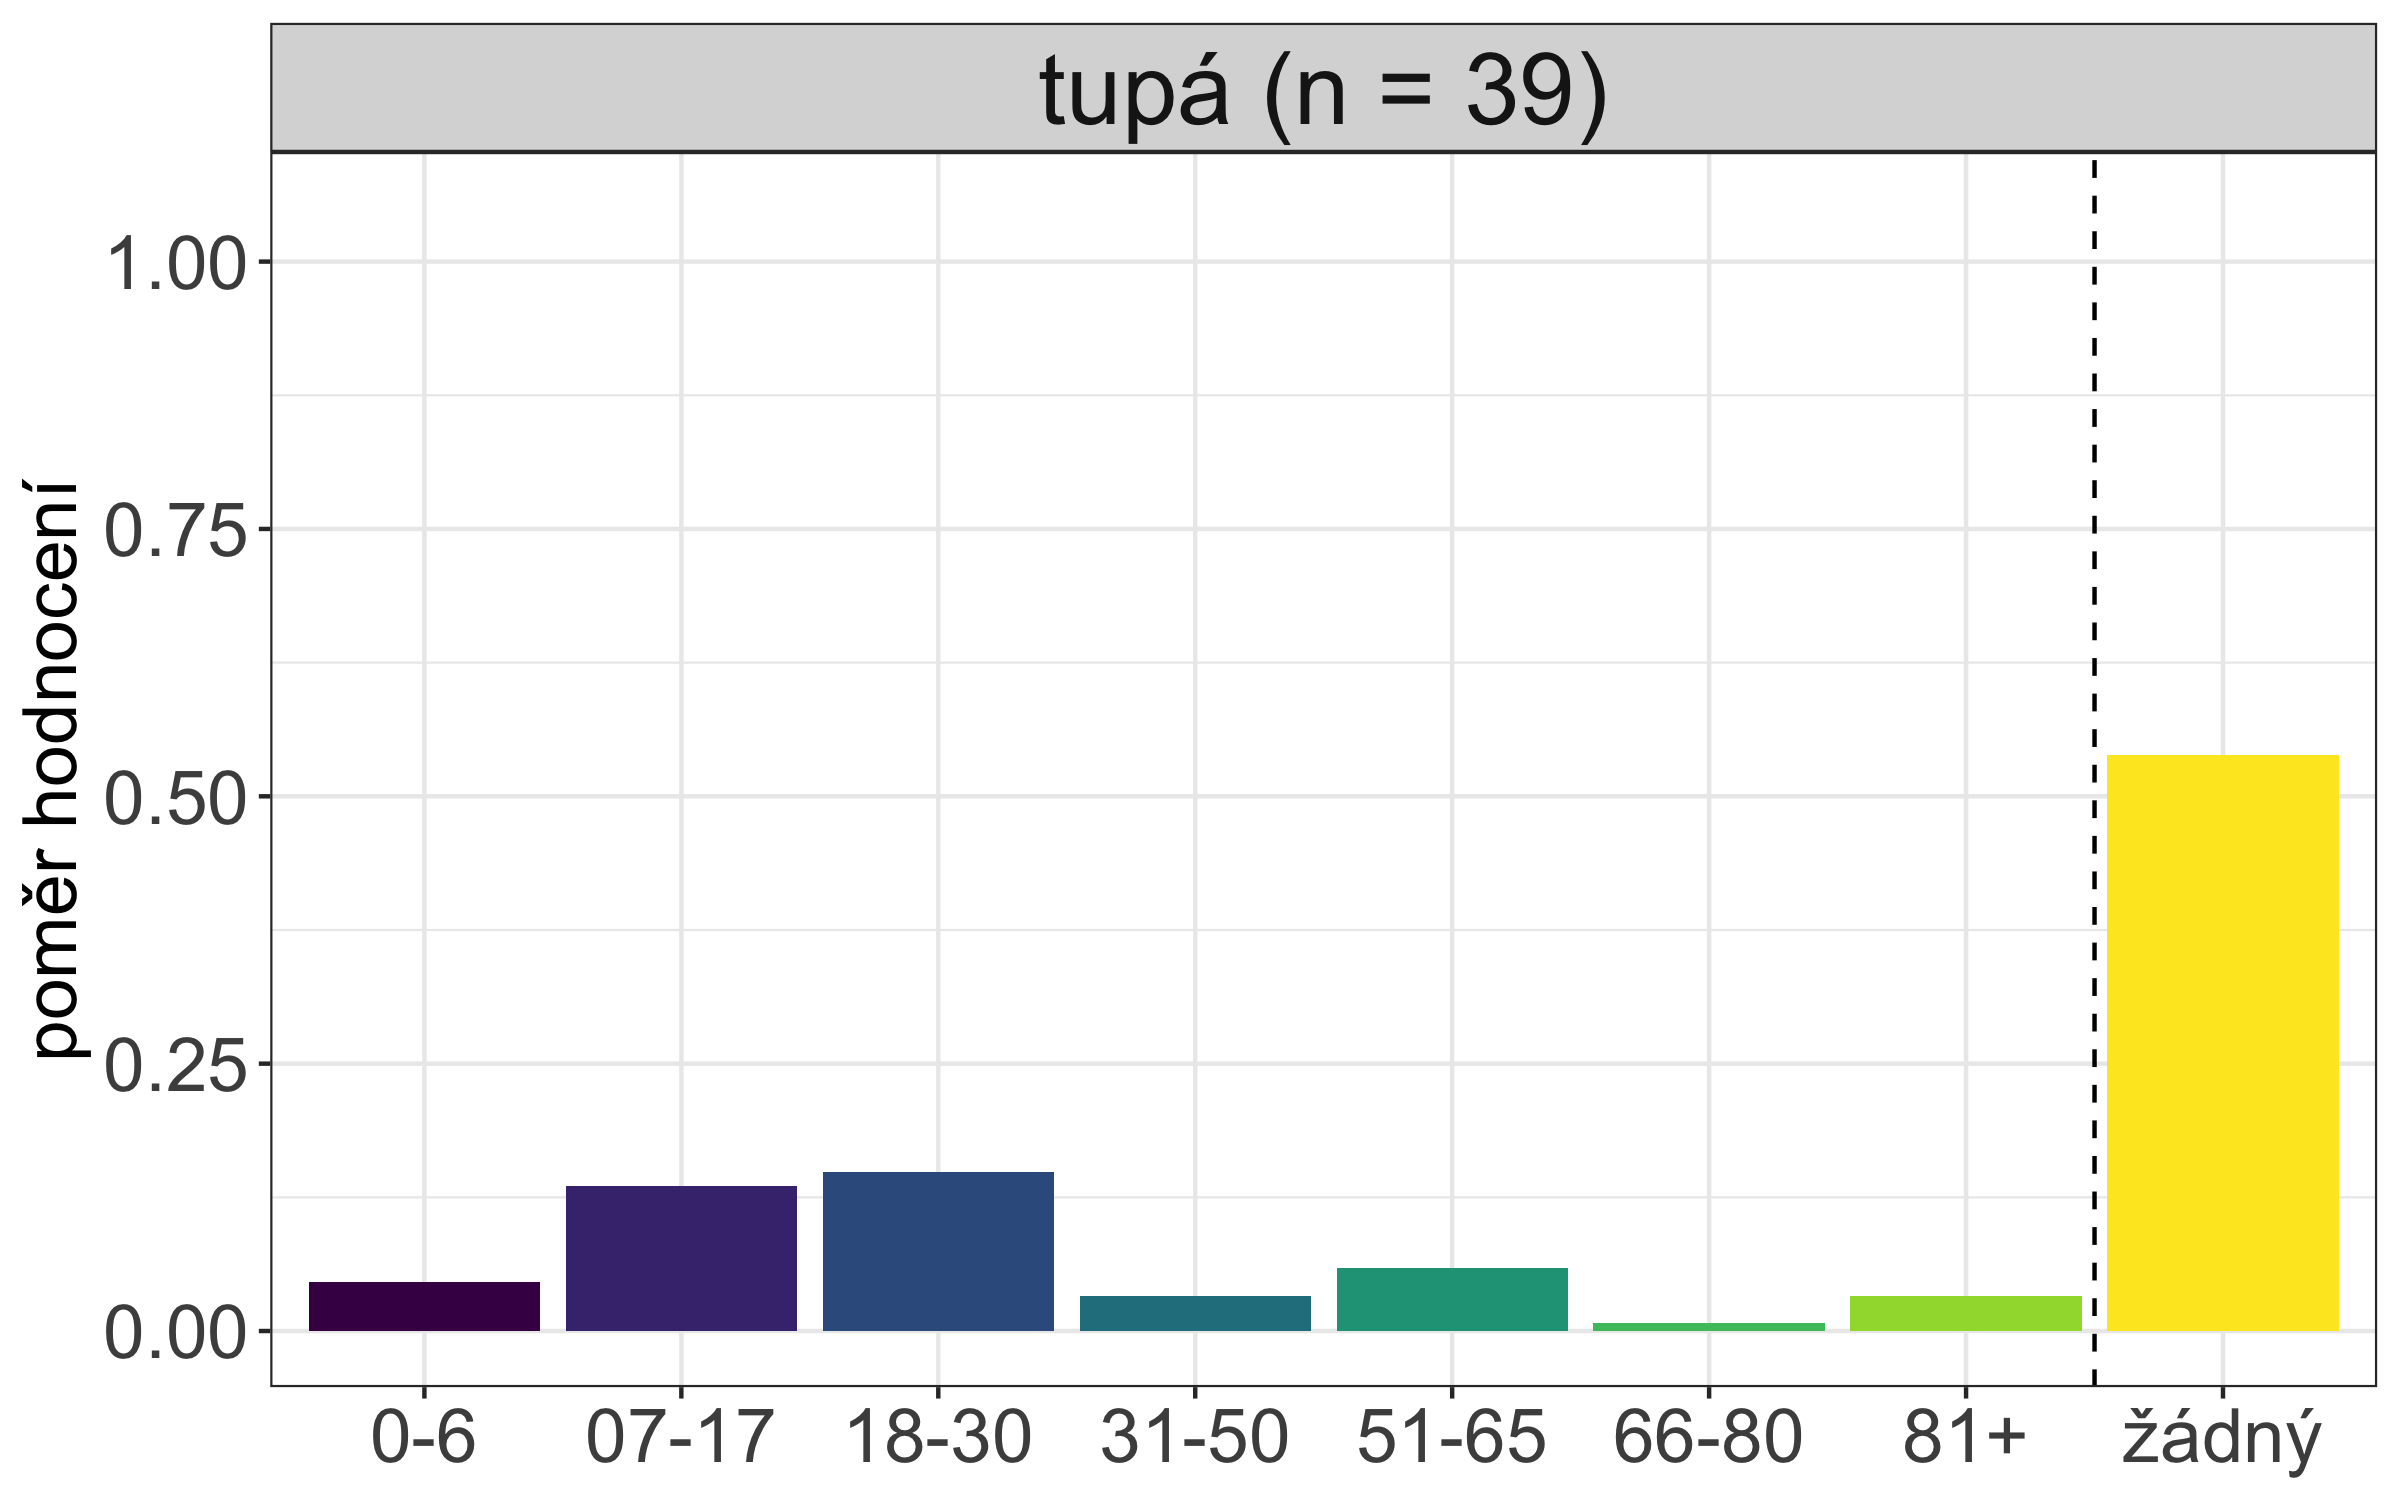 tupá (n = 39)
poměr hodnocení
1.00
0.75
0.50
0.25
0.00
0-6 07-17 18-30 31-50 51-65 66-80 81+ žádný